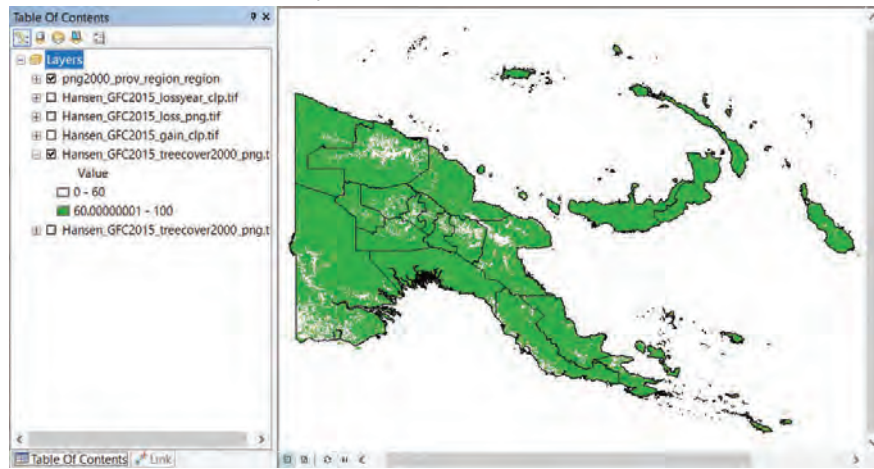 Table Of Contents
Layers
png2000_prov_region_region
Hansen_GFC2015_lossyear_clp.tif
Hansen_GFC2015_loss_png.tif
Hansen_GFC2015_gain_clp.tif
Hansen_GFC2015_treecover2000_png.t
Value
0 - 60
60.00000001 - 100
Hansen_GFC2015_treecover2000_png.t
Table Of Contents Link